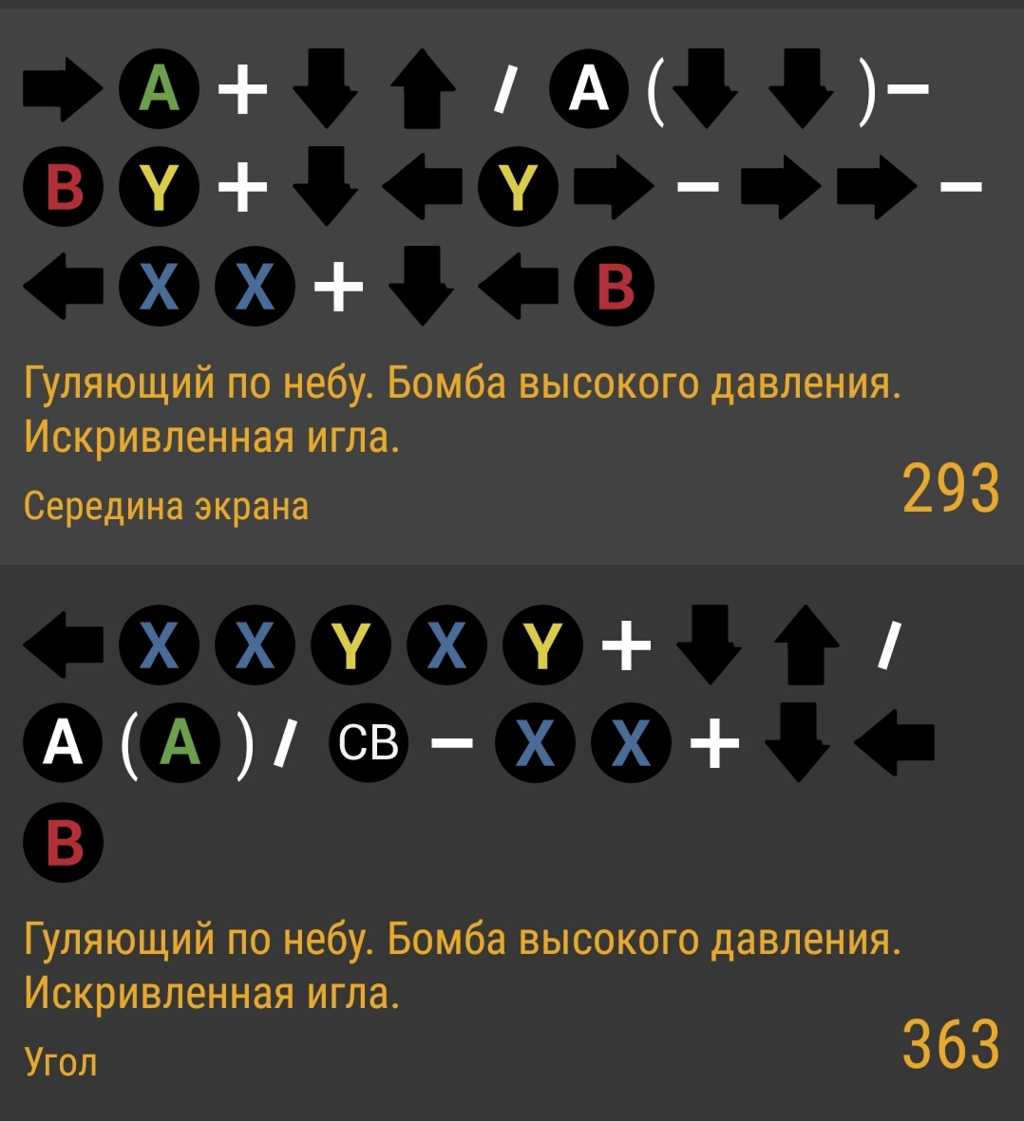 → A + ↓ ↑ / A (↓ ↓) –
B Y + ↓ ← Y → – → → –
← X X + ↓ ← B
Гуляющий по небу. Бомба высокого давления.
Искривленная игла.
Середина экрана
293
← X X Y X Y + ↓ ↑ /
A (A) / СВ – X X + ↓ ←
B
Гуляющий по небу. Бомба высокого давления.
Искривленная игла.
Угол
363